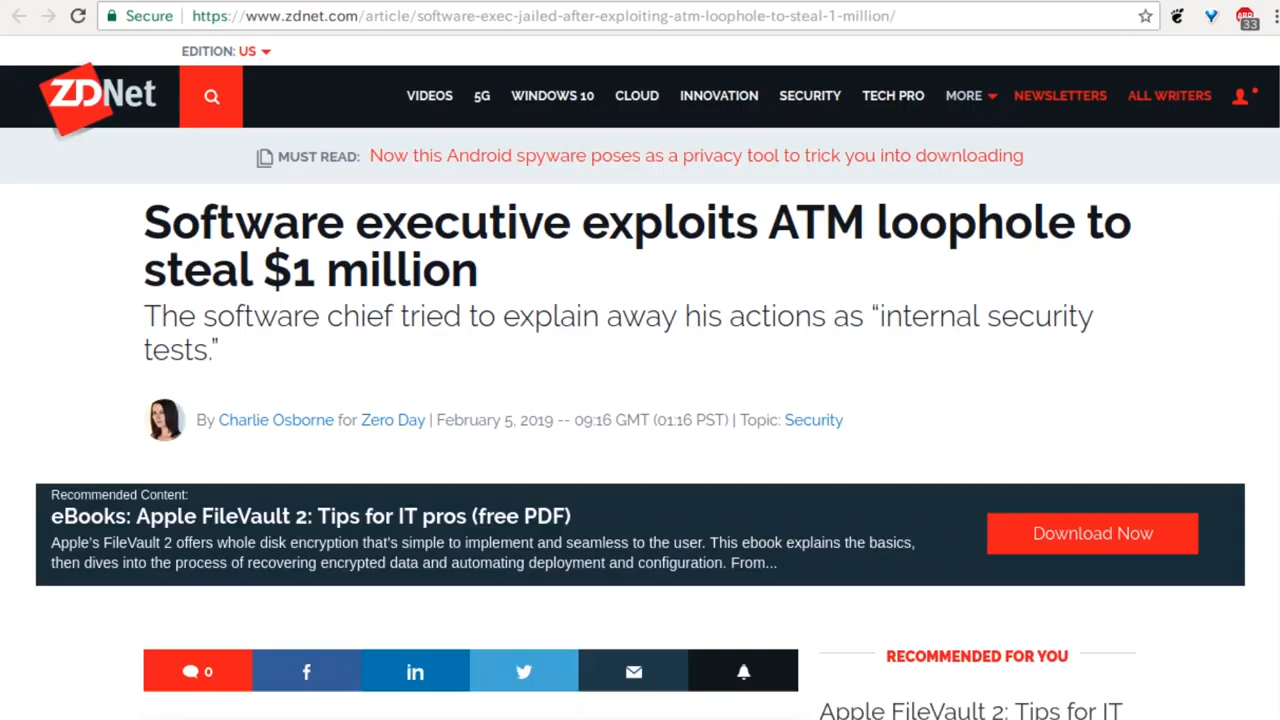 Secure https://www.zdnet.com/article/software-exec-jailed-after-exploiting-atm-loophole-to-steal-1-million/
33
EDITION: US
ZDNet
VIDEOS 5G WINDOWS 10 CLOUD INNOVATION SECURITY TECH PRO MORE NEWSLETTERS ALL WRITERS
MUST READ: Now this Android spyware poses as a privacy tool to trick you into downloading
Software executive exploits ATM loophole to
steal $1 million
The software chief tried to explain away his actions as “internal security
tests.”
By Charlie Osborne for Zero Day | February 5, 2019 -- 09:16 GMT (01:16 PST) | Topic: Security
Recommended Content:
eBooks: Apple FileVault 2: Tips for IT pros (free PDF)
Apple's FileVault 2 offers whole disk encryption that's simple to implement and seamless to the user. This ebook explains the basics,
then dives into the process of recovering encrypted data and automating deployment and configuration. From...
Download Now
0
RECOMMENDED FOR YOU
Apple FileVault 2: Tips for IT